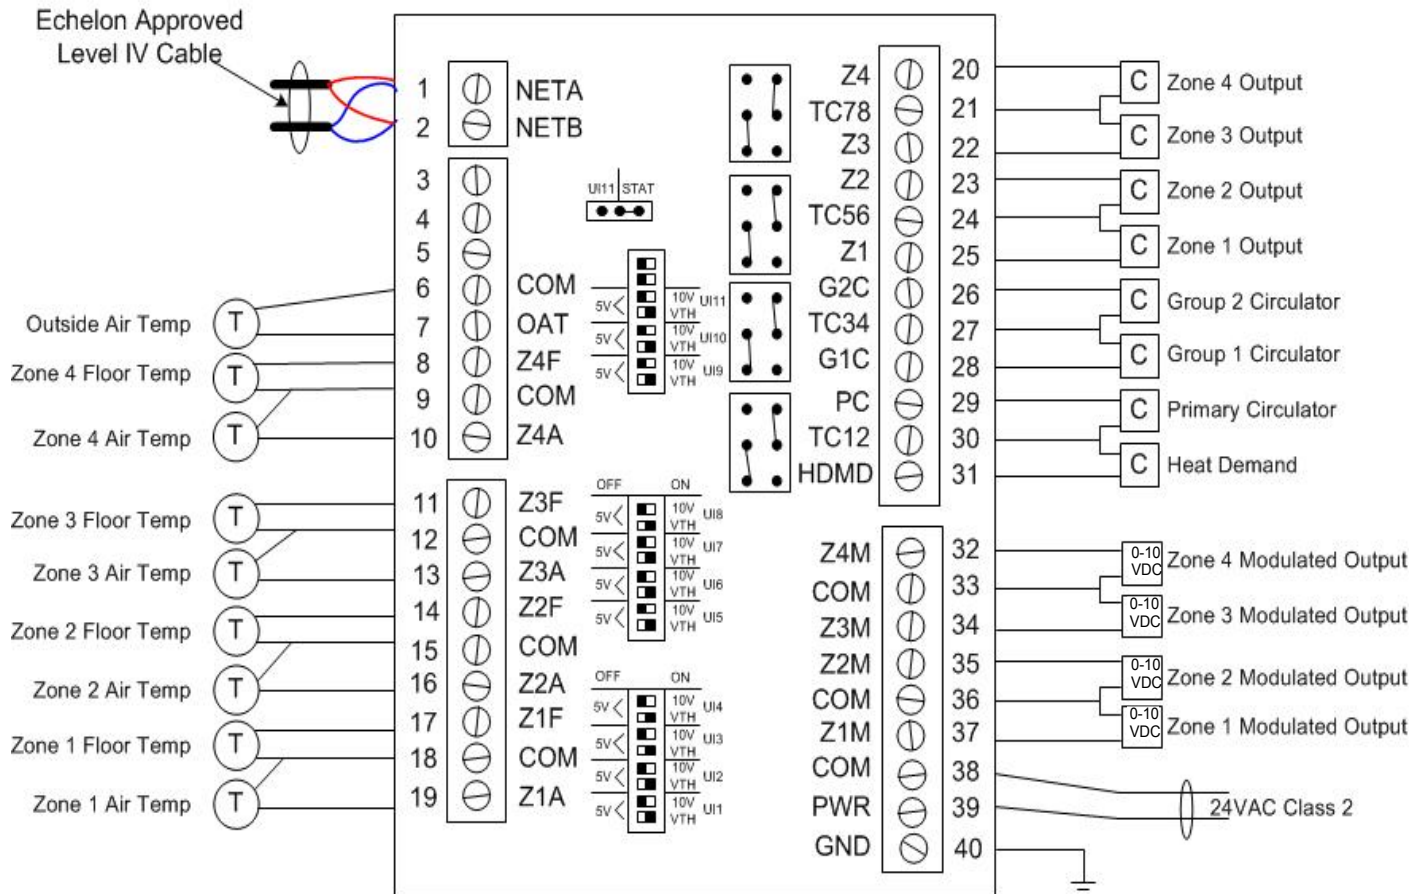 Echelon Approved
Level IV Cable
1 NETA
2 NETB
3
4
5
6 COM
7 OAT
8 Z4F
9 COM
10 Z4A
Outside Air Temp T
Zone 4 Floor Temp T
Zone 4 Air Temp T
11 Z3F
12 COM
13 Z3A
14 Z2F
15 COM
16 Z2A
17 Z1F
18 COM
19 Z1A
Zone 3 Floor Temp T
Zone 3 Air Temp T
Zone 2 Floor Temp T
Zone 2 Air Temp T
Zone 1 Floor Temp T
Zone 1 Air Temp T
UI11 STAT
5V< 10V UI11
VTH
5V< 10V UI10
VTH
5V< 10V UI9
VTH
OFF ON
5V< 10V UI8
VTH
5V< 10V UI7
VTH
5V< 10V UI6
VTH
5V< 10V UI5
VTH
OFF ON
5V< 10V UI4
VTH
5V< 10V UI3
VTH
5V< 10V UI2
VTH
5V< 10V UI1
VTH
Z4 20
TC78 21
Z3 22
Z2 23
TC56 24
Z1 25
G2C 26
TC34 27
G1C 28
PC 29
TC12 30
HDMD 31
C Zone 4 Output
C Zone 3 Output
C Zone 2 Output
C Zone 1 Output
C Group 2 Circulator
C Group 1 Circulator
C Primary Circulator
C Heat Demand
Z4M 32
COM 33
Z3M 34
Z2M 35
COM 36
Z1M 37
COM 38
PWR 39
GND 40
0-10
VDC Zone 4 Modulated Output
0-10
VDC Zone 3 Modulated Output
0-10
VDC Zone 2 Modulated Output
0-10
VDC Zone 1 Modulated Output
24VAC Class 2